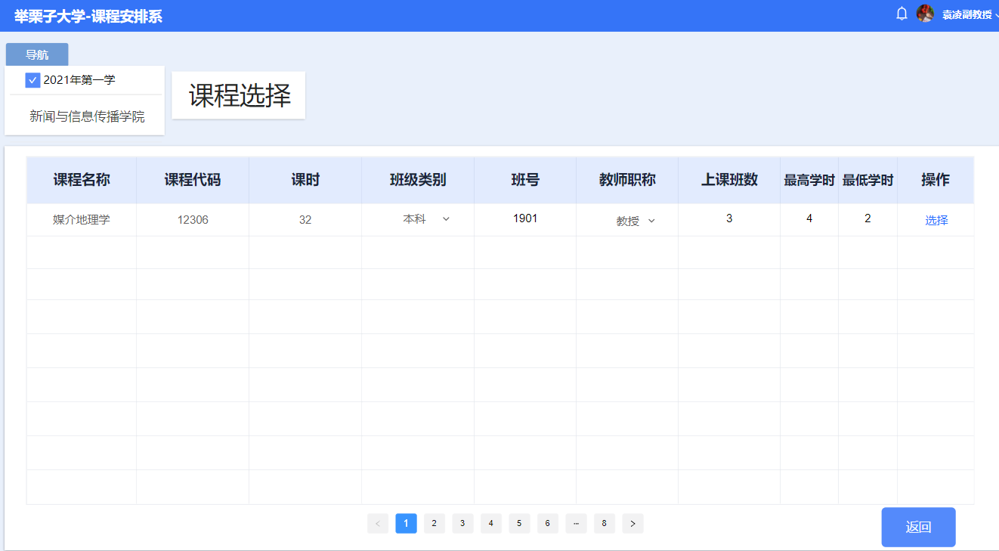 举栗子大学-课程安排系
袁凌副教授
导航
2021年第一学
新闻与信息传播学院
课程选择
课程名称 课程代码 课时 班级类别 班号 教师职称 上课班数 最高学时 最低学时 操作
媒介地理学 12306 32 本科 1901 教授 3 4 2 选择
< 1 2 3 4 5 6 ··· 8 >
返回